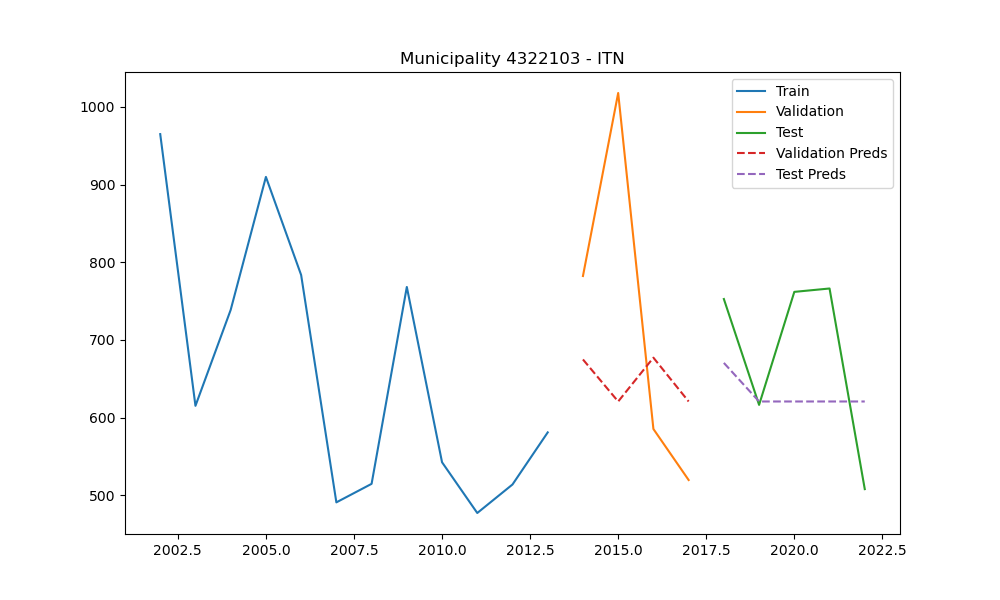 Municipality 4322103 - ITN
1000
900
800
700
600
500
2002.5
2005.0
2007.5
2010.0
2012.5
2015.0
2017.5
2020.0
2022.5
Train
Validation
Test
Validation Preds
Test Preds